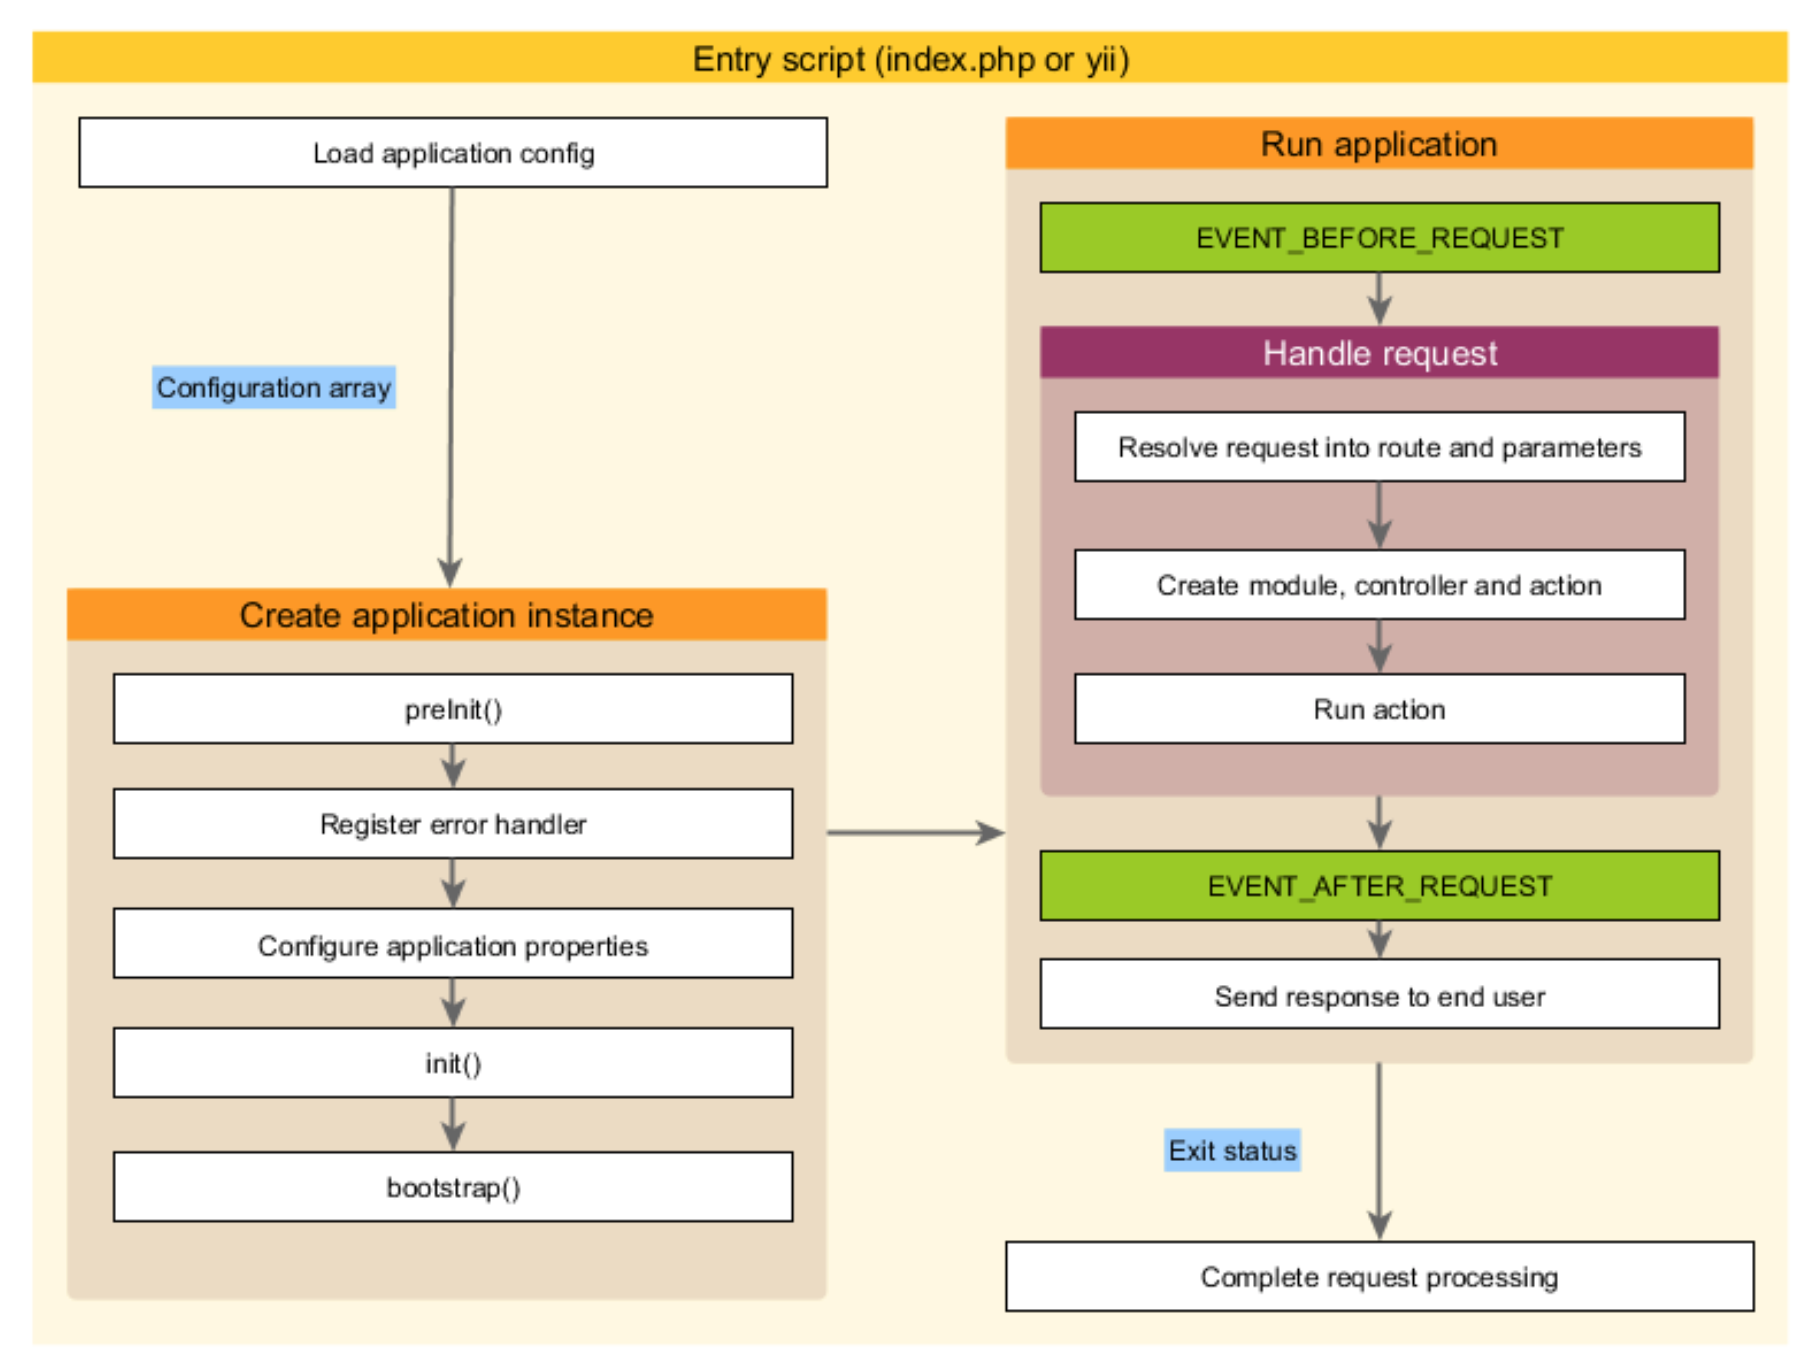 Entry script (index.php or yii)
Load application config
Configuration array
Create application instance
preInit()
Register error handler
Configure application properties
init()
bootstrap()
Run application
EVENT_BEFORE_REQUEST
Handle request
Resolve request into route and parameters
Create module, controller and action
Run action
EVENT_AFTER_REQUEST
Send response to end user
Exit status
Complete request processing